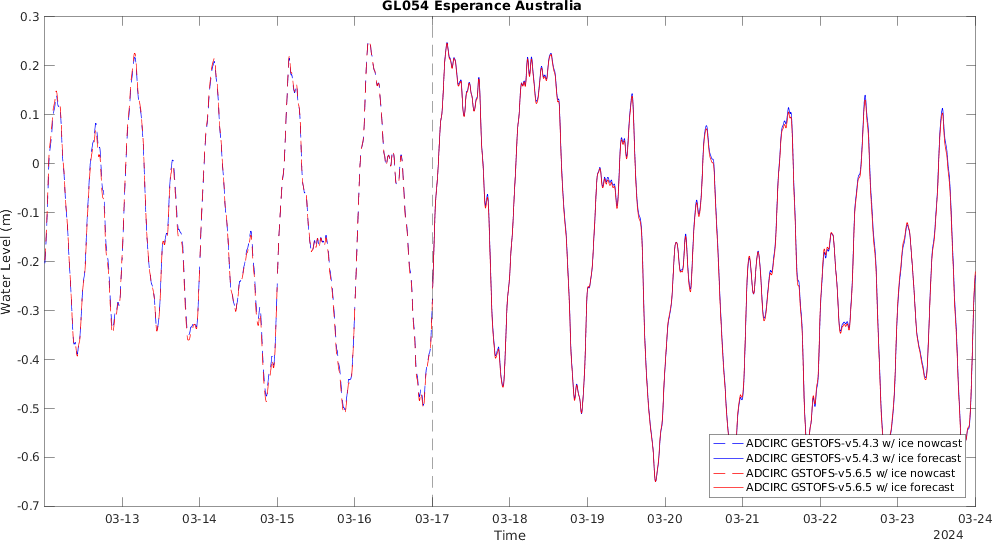 GL054 Esperance Australia
0.3
0.2
0.1
0
-0.1
-0.2
-0.3
-0.4
-0.5
-0.6
-0.7
Water Level (m)
ADCIRC GESTOFS-v5.4.3 w/ ice nowcast
ADCIRC GESTOFS-v5.4.3 w/ ice forecast
ADCIRC GSTOFS-v5.6.5 w/ ice nowcast
ADCIRC GSTOFS-v5.6.5 w/ ice forecast
03-13 03-14 03-15 03-16 03-17 03-18 03-19 03-20 03-21 03-22 03-23 03-24
Time
2024